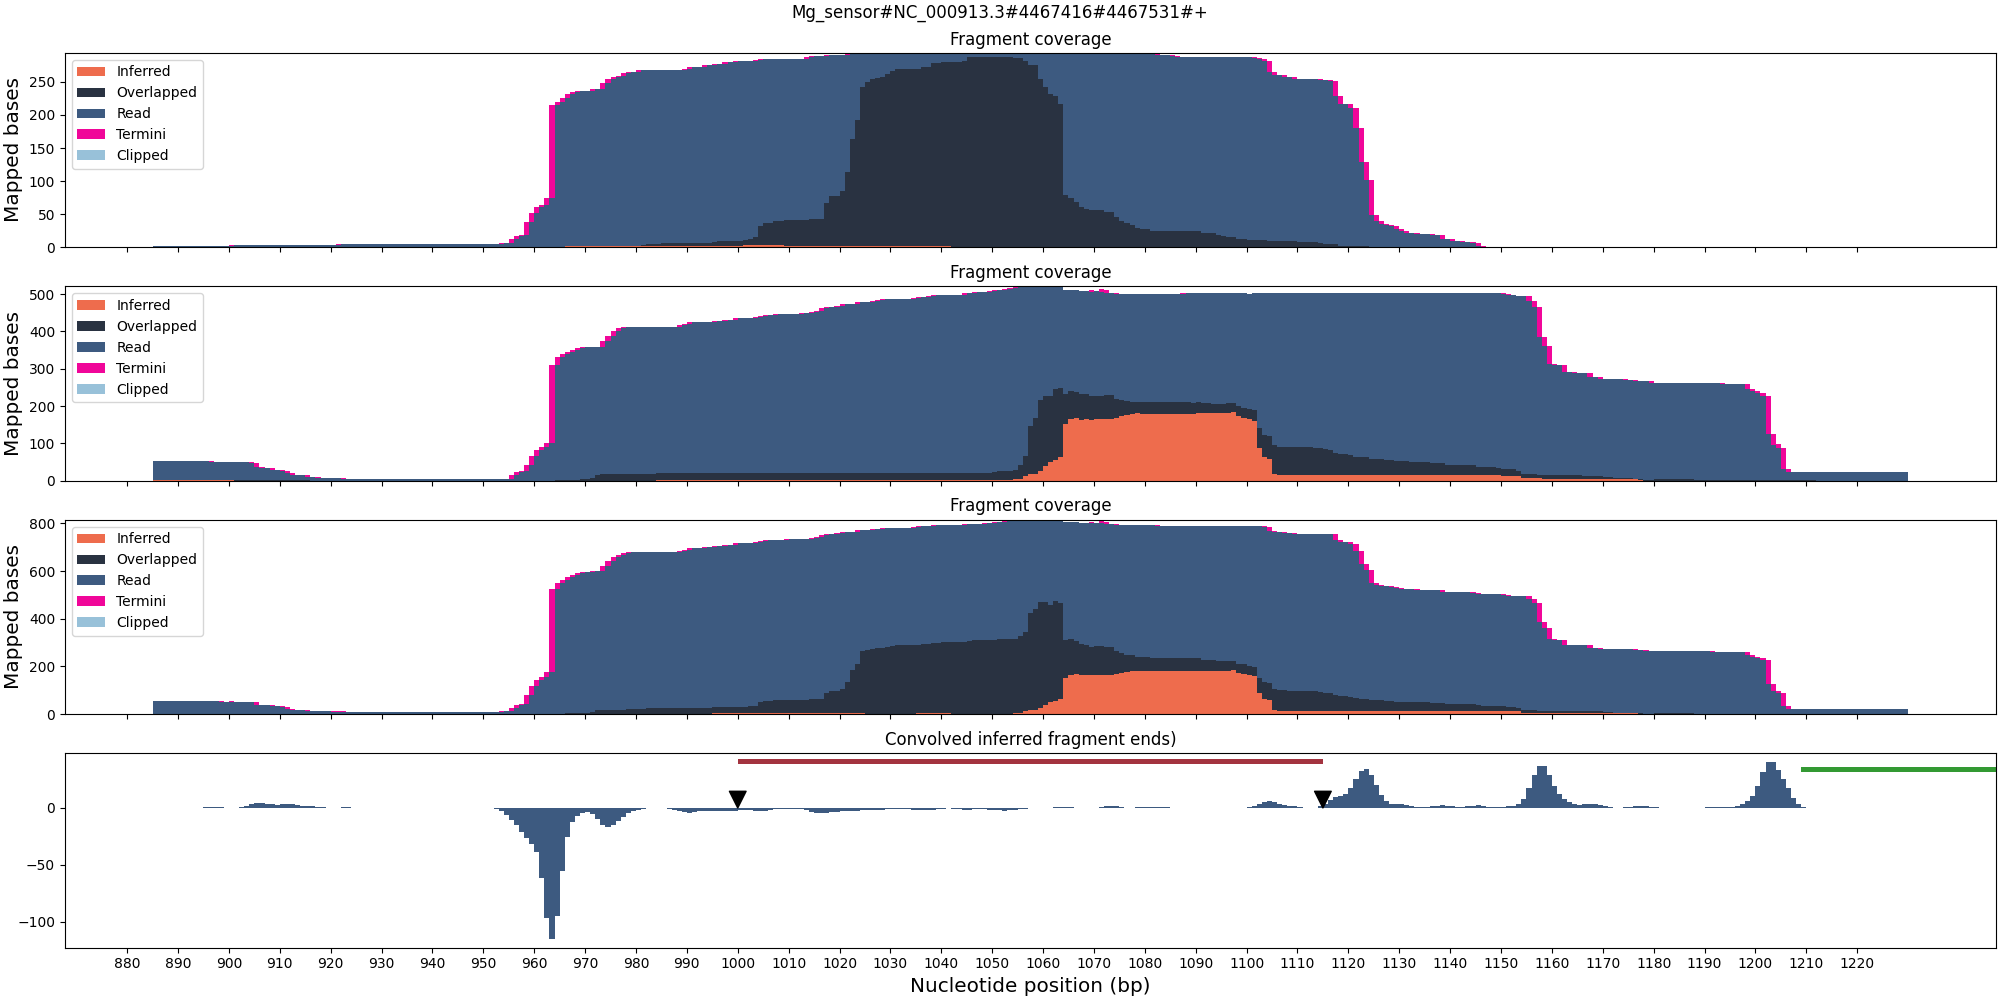 Mg_sensor#NC_000913.3#4467416#4467531#+
Fragment coverage
Mapped bases
250
200
150
100
50
0
Inferred
Overlapped
Read
Termini
Clipped
Fragment coverage
Mapped bases
500
400
300
200
100
0
Inferred
Overlapped
Read
Termini
Clipped
Fragment coverage
Mapped bases
800
600
400
200
0
Inferred
Overlapped
Read
Termini
Clipped
Convolved inferred fragment ends)
0
−50
−100
880 890 900 910 920 930 940 950 960 970 980 990 1000 1010 1020 1030 1040 1050 1060 1070 1080 1090 1100 1110 1120 1130 1140 1150 1160 1170 1180 1190 1200 1210 1220
Nucleotide position (bp)